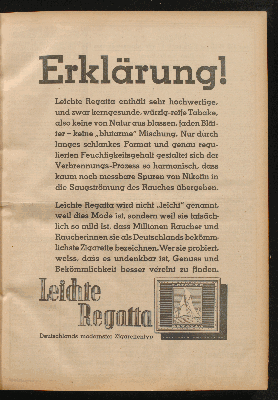 Erklärung!
Leichte Regatta enthält sehr hochwertige,
und zwar kerngesunde, würzig-reife Tabake,
also keine von Natur aus blassen, faden Blät-
ter – keine „blutarme" Mischung. Nur durch
langes schlankes Format und genau regu-
lierten Feuchtigkeitsgehalt gestaltet sich der
Verbrennungs-Prozess so harmonisch, dass
kaum noch messbare Spuren von Nikotin in
die Saugströmung des Rauches übergehen.
Leichte Regatta wird nicht „leicht" genannt
weil dies Mode ist, sondern weil sie tatsäch-
lich so mild ist, dass Millionen Raucher und
Raucherinnen sie als Deutschlands bekömm-
lichste Zigarette bezeichnen. Wer sie probiert,
weiss, dass es undenkbar ist, Genuss und
Bekömmlichkeit besser vereint zu finden.
Leichte
Regatta
Deutschlands modernste